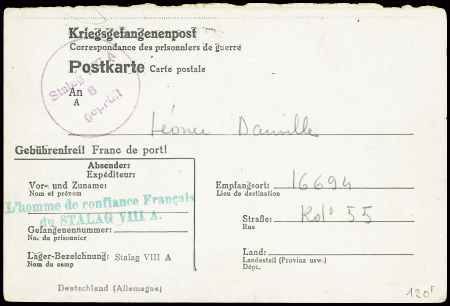 Kriegsgefangenenpost
Correspondance des prisonniers de guerre
Postkarte Carte postale
Stalag VIII A
8
geprüft
An
A
Léonce Danville
Gebührenfrei! Franc de port!
Absender:
Expéditeur:
Vor- und Zuname:
Nom et prénom
L'homme de confiance Français
du STALAG VIII A.
Gefangenennummer:
No. du prisonnier
Lager-Bezeichnung: Stalag VIII A
Nom du camp
Deutschland (Allemagne)
Empfangsort: 16694
Lieu de destination
Straße: Kdo 55
Rue
Land:
Landesteil (Provinz usw.)
Dépt.
120F